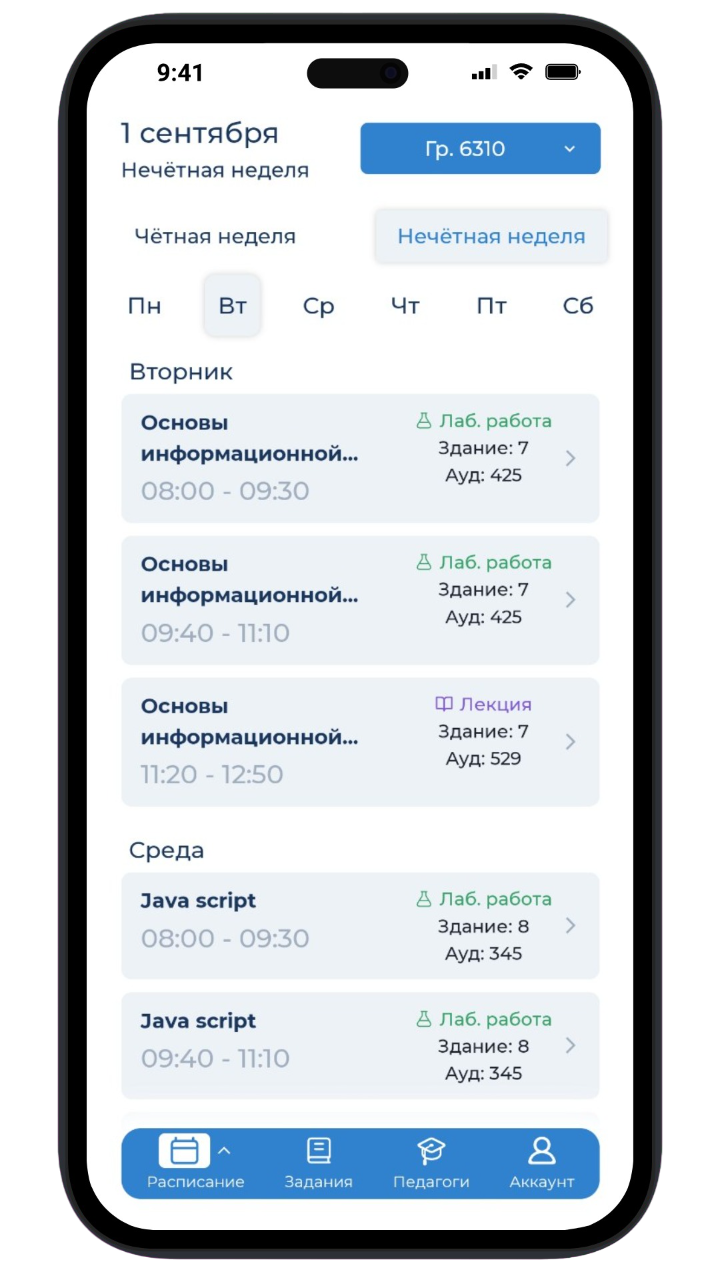 9:41
1 сентября
Нечётная неделя
Гр. 6310
Чётная неделя
Нечётная неделя
Пн Вт Ср Чт Пт Сб
Вторник
Основы
информационной...
08:00 - 09:30
Лаб. работа
Здание: 7
Ауд: 425
Основы
информационной...
09:40 - 11:10
Лаб. работа
Здание: 7
Ауд: 425
Основы
информационной...
11:20 - 12:50
Лекция
Здание: 7
Ауд: 529
Среда
Java script
08:00 - 09:30
Лаб. работа
Здание: 8
Ауд: 345
Java script
09:40 - 11:10
Лаб. работа
Здание: 8
Ауд: 345
Расписание
Задания
Педагоги
Аккаунт